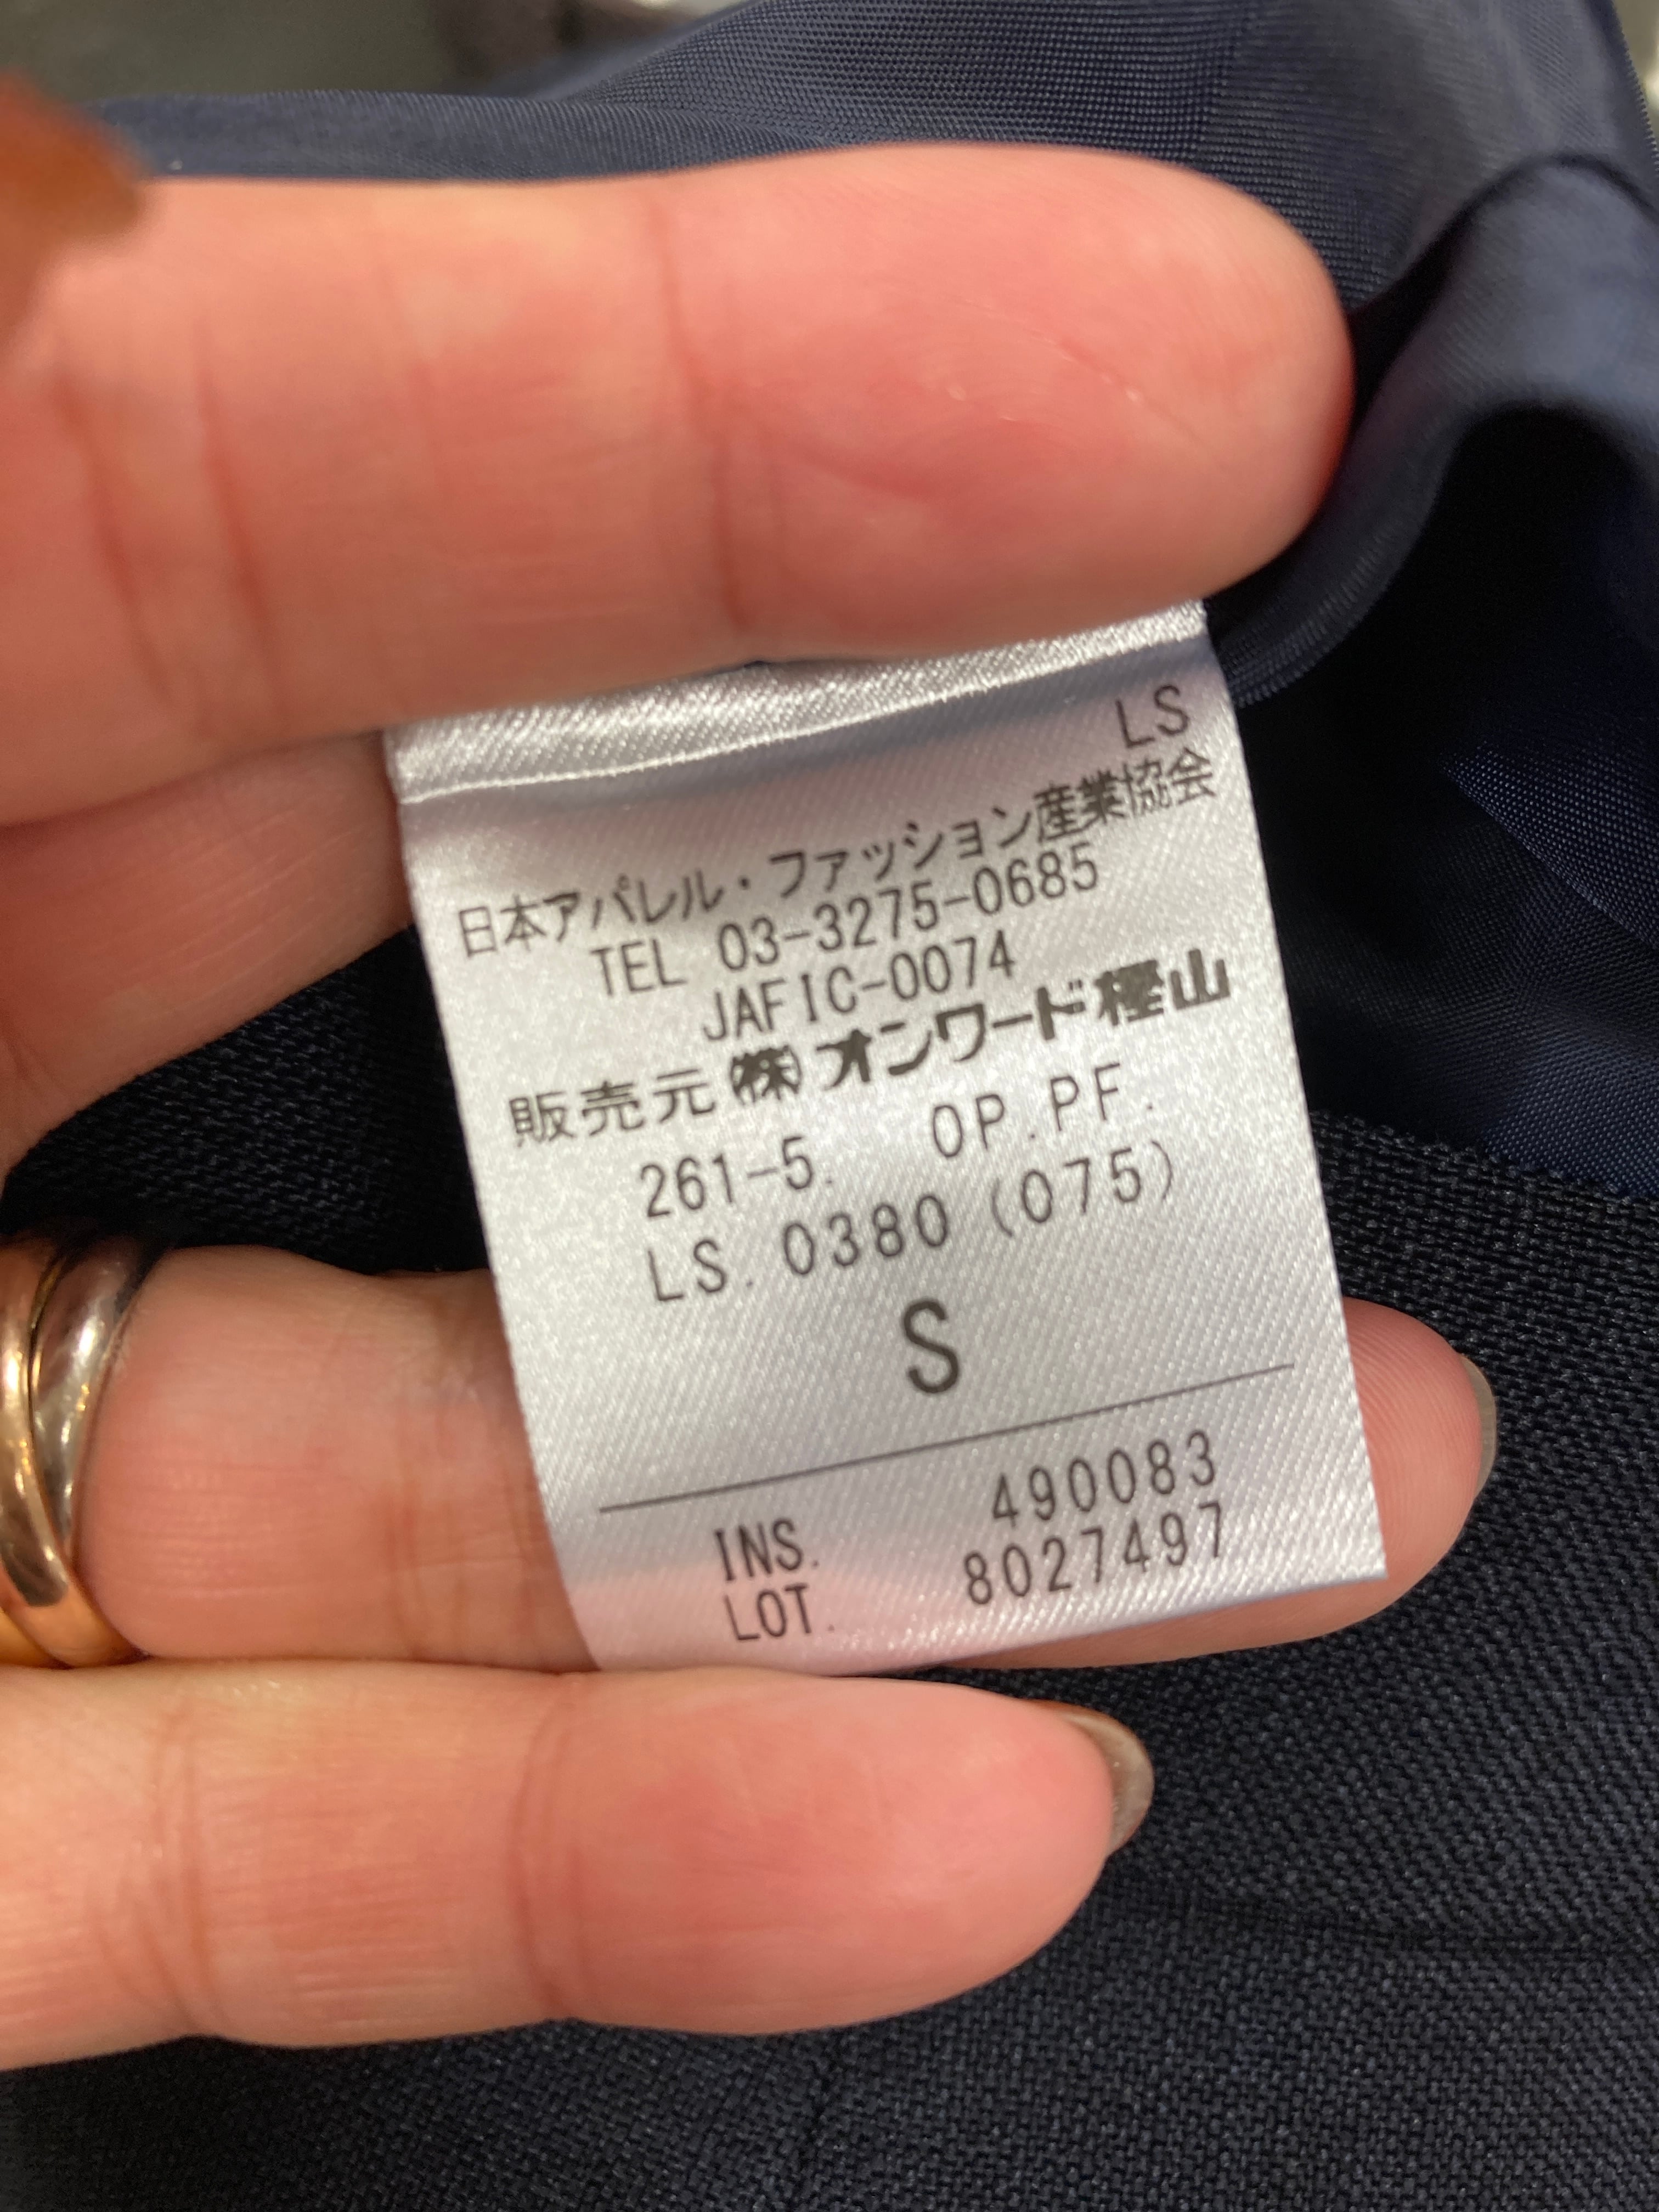 LS
日本アパレル・ファッション産業協会
TEL 03-3275-0685
JAFIC-0074
販売元 ㈱オンワード樫山
261-5. OP.PF.
LS. 0380 (075)
S
INS. 490083
LOT. 8027497